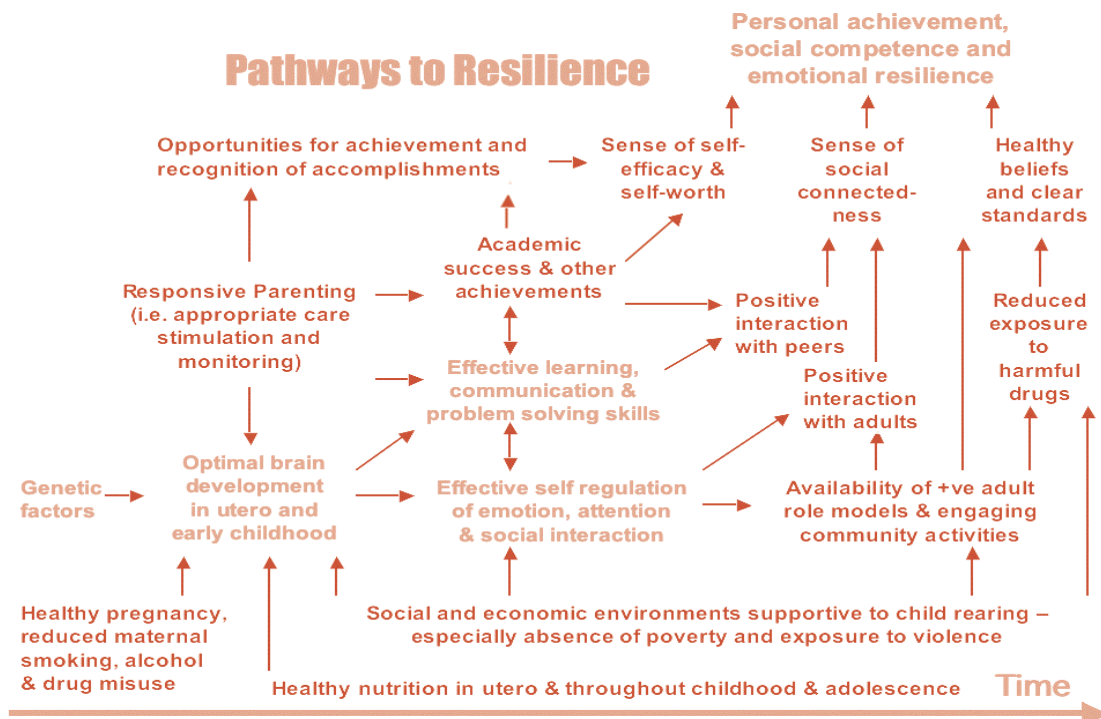 Pathways to Resilience
Personal achievement,
social competence and
emotional resilience
Opportunities for achievement and
recognition of accomplishments
Sense of self-
efficacy &
self-worth
Sense of
social
connected-
ness
Healthy
beliefs
and clear
standards
Academic
success & other
achievements
Responsive Parenting
(i.e. appropriate care
stimulation and
monitoring)
Positive
interaction
with peers
Reduced
exposure
to
harmful
drugs
Effective learning,
communication &
problem solving skills
Positive
interaction
with adults
Genetic
factors
Optimal brain
development
in utero and
early childhood
Effective self regulation
of emotion, attention
& social interaction
Availability of +ve adult
role models & engaging
community activities
Healthy pregnancy,
reduced maternal
smoking, alcohol
& drug misuse
Social and economic environments supportive to child rearing –
especially absence of poverty and exposure to violence
Healthy nutrition in utero & throughout childhood & adolescence
Time